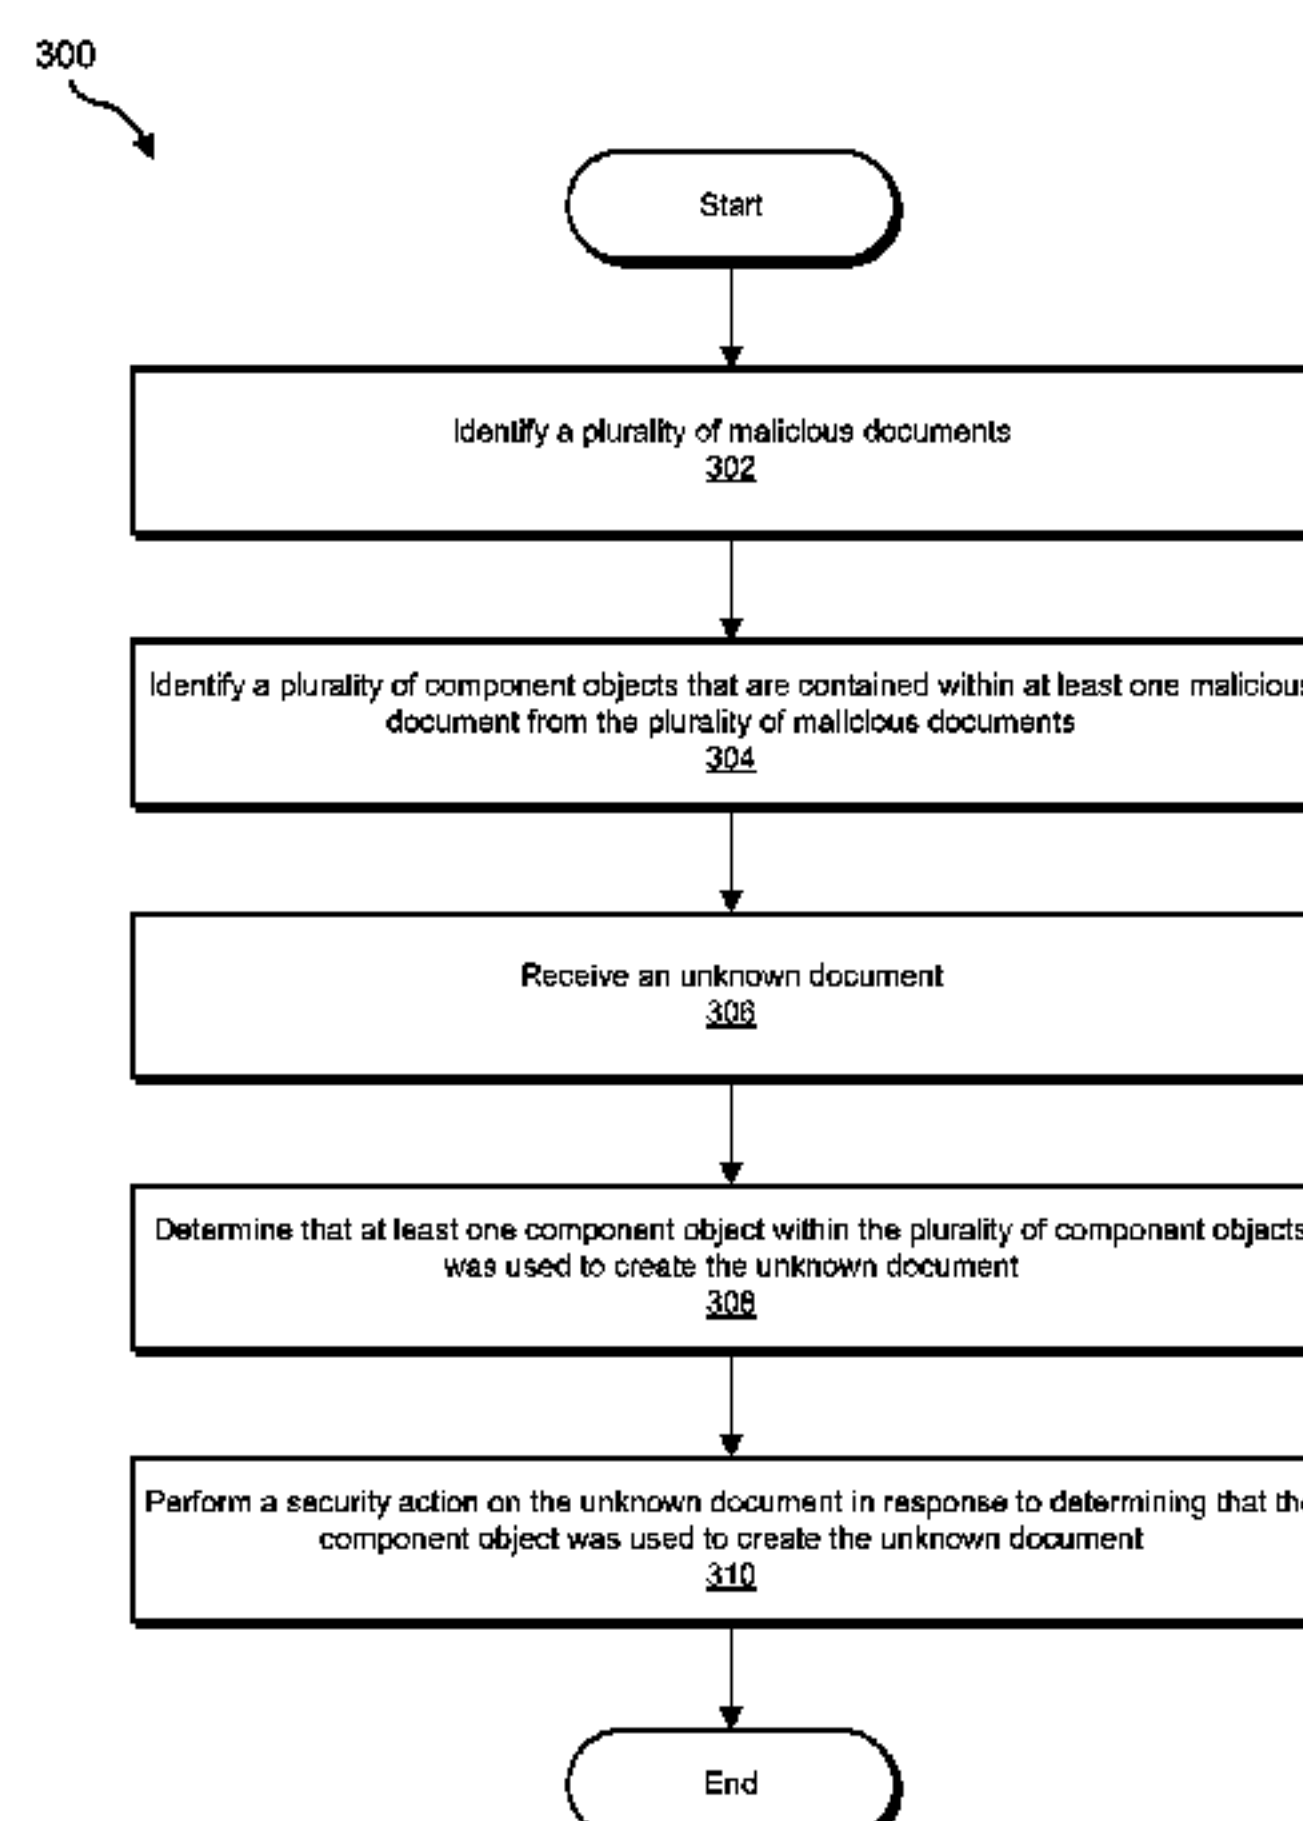 300
Start
Identify a plurality of malicious documents
302
Identify a plurality of component objects that are contained within at least one malicious
document from the plurality of malicious documents
304
Receive an unknown document
306
Determine that at least one component object within the plurality of component objects
was used to create the unknown document
308
Perform a security action on the unknown document in response to determining that the
component object was used to create the unknown document
310
End